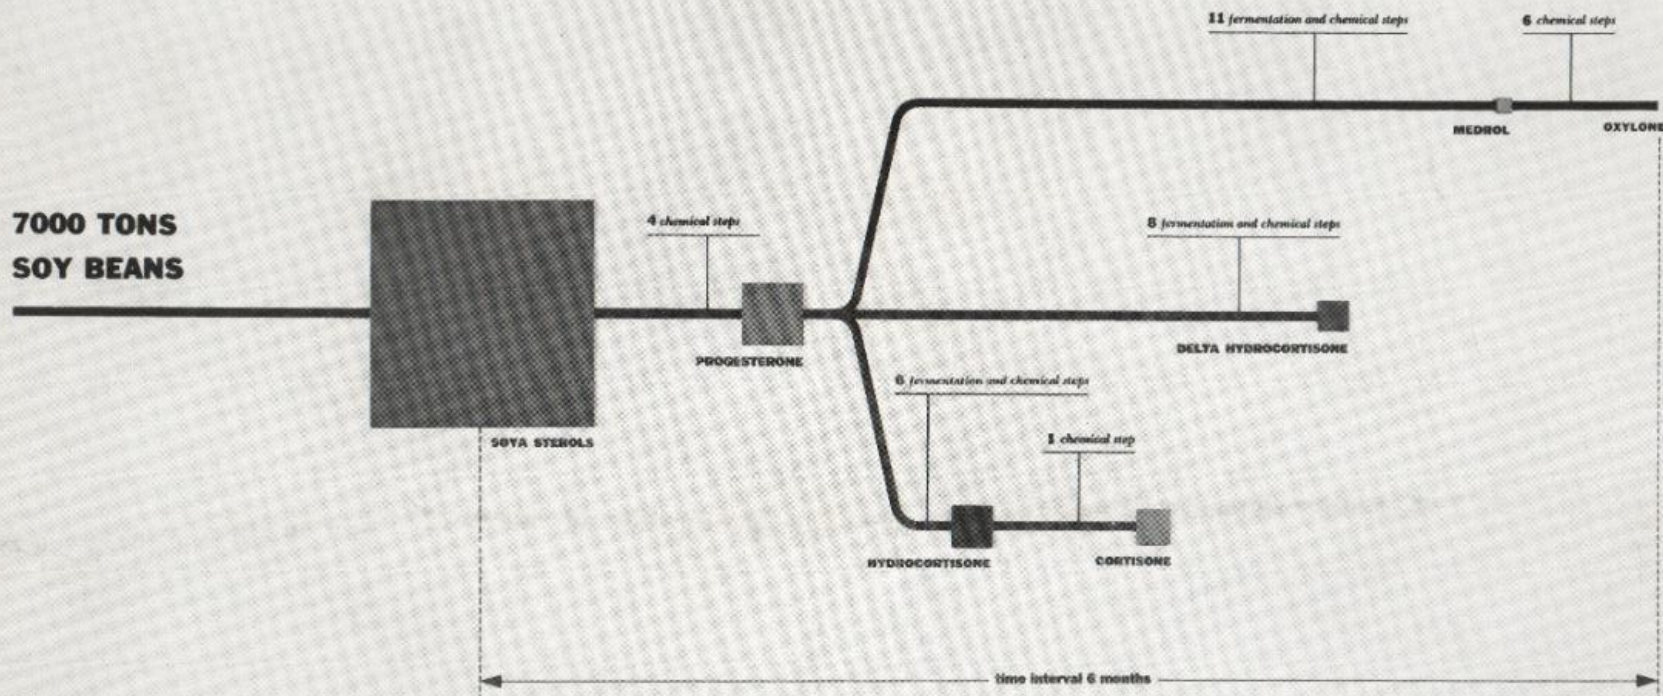 11 fermentation and chemical steps
6 chemical steps
MEDROL
OXYLONE
7000 TONS
SOY BEANS
4 chemical steps
8 fermentation and chemical steps
PROGESTERONE
DELTA HYDROCORTISONE
6 fermentation and chemical steps
SOYA STEROLS
1 chemical step
HYDROCORTISONE
CORTISONE
time interval 6 months